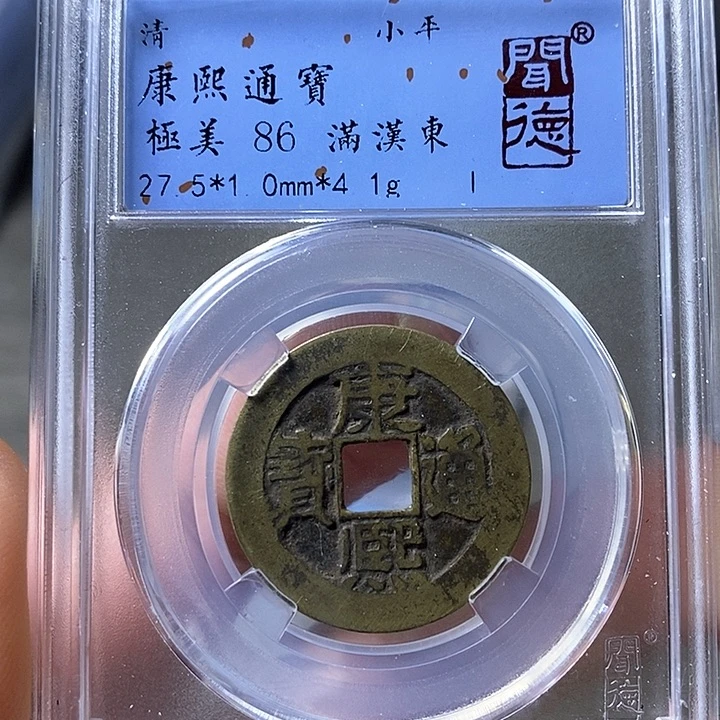 清 小平
康熙通寶
極美 86 滿漢東
27.5*1.0mm*4.1g
聞德®
康熙通寶
聞德®